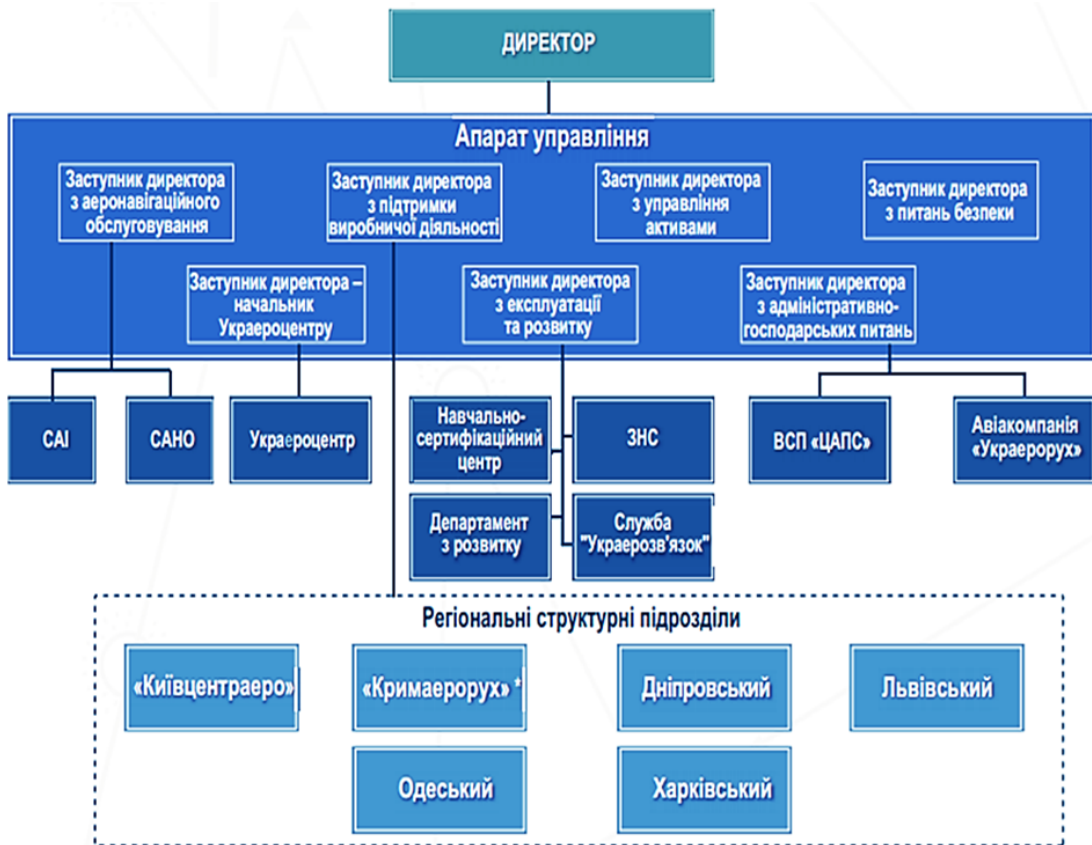 ДИРЕКТОР
Апарат управління
Заступник директора
з аеронавігаційного
обслуговування
Заступник директора
з підтримки
виробничої діяльності
Заступник директора
з управління
активами
Заступник директора
з питань безпеки
Заступник директора –
начальник
Украероцентру
Заступник директора
з експлуатації
та розвитку
Заступник директора
з адміністративно-
господарських питань
САІ
САНО
Украероцентр
Навчально-
сертифікаційний
центр
ЗНС
ВСП «ЦАПС»
Авіакомпанія
«Украерорух»
Департамент
з розвитку
Служба
"Украерозв'язок"
Регіональні структурні підрозділи
«Київцентраеро»
«Кримаерорух» *
Дніпровський
Львівський
Одеський
Харківський